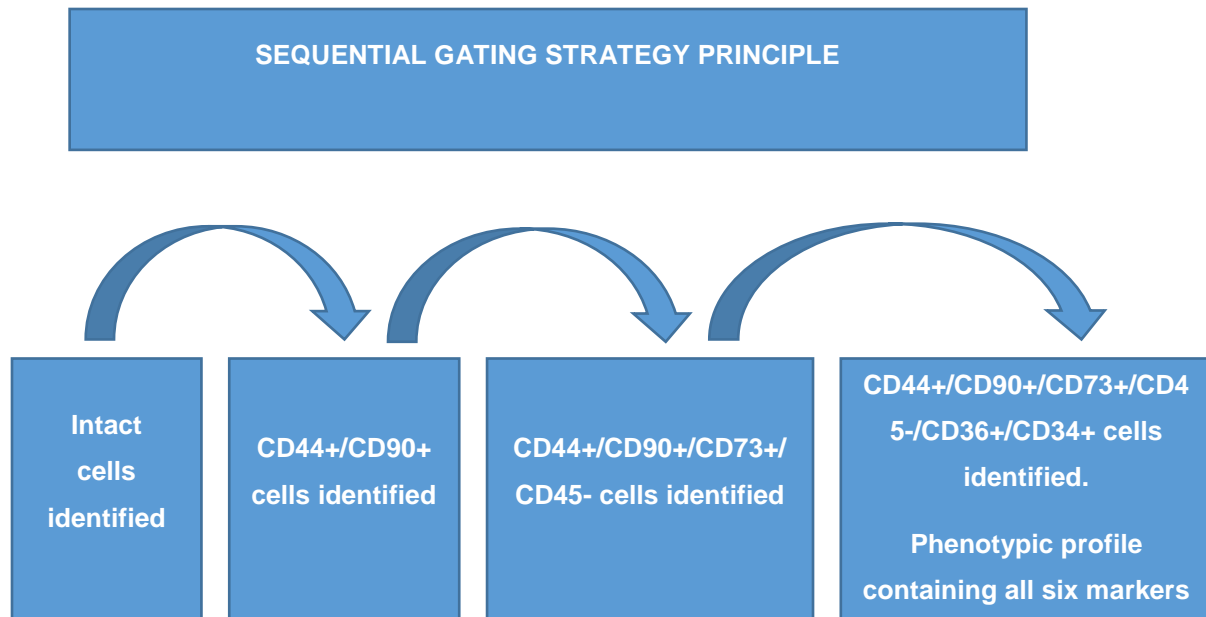 SEQUENTIAL GATING STRATEGY PRINCIPLE
Intact
cells
identified
CD44+/CD90+
cells identified
CD44+/CD90+/CD73+/
CD45- cells identified
CD44+/CD90+/CD73+/CD4
5-/CD36+/CD34+ cells
identified.
Phenotypic profile
containing all six markers